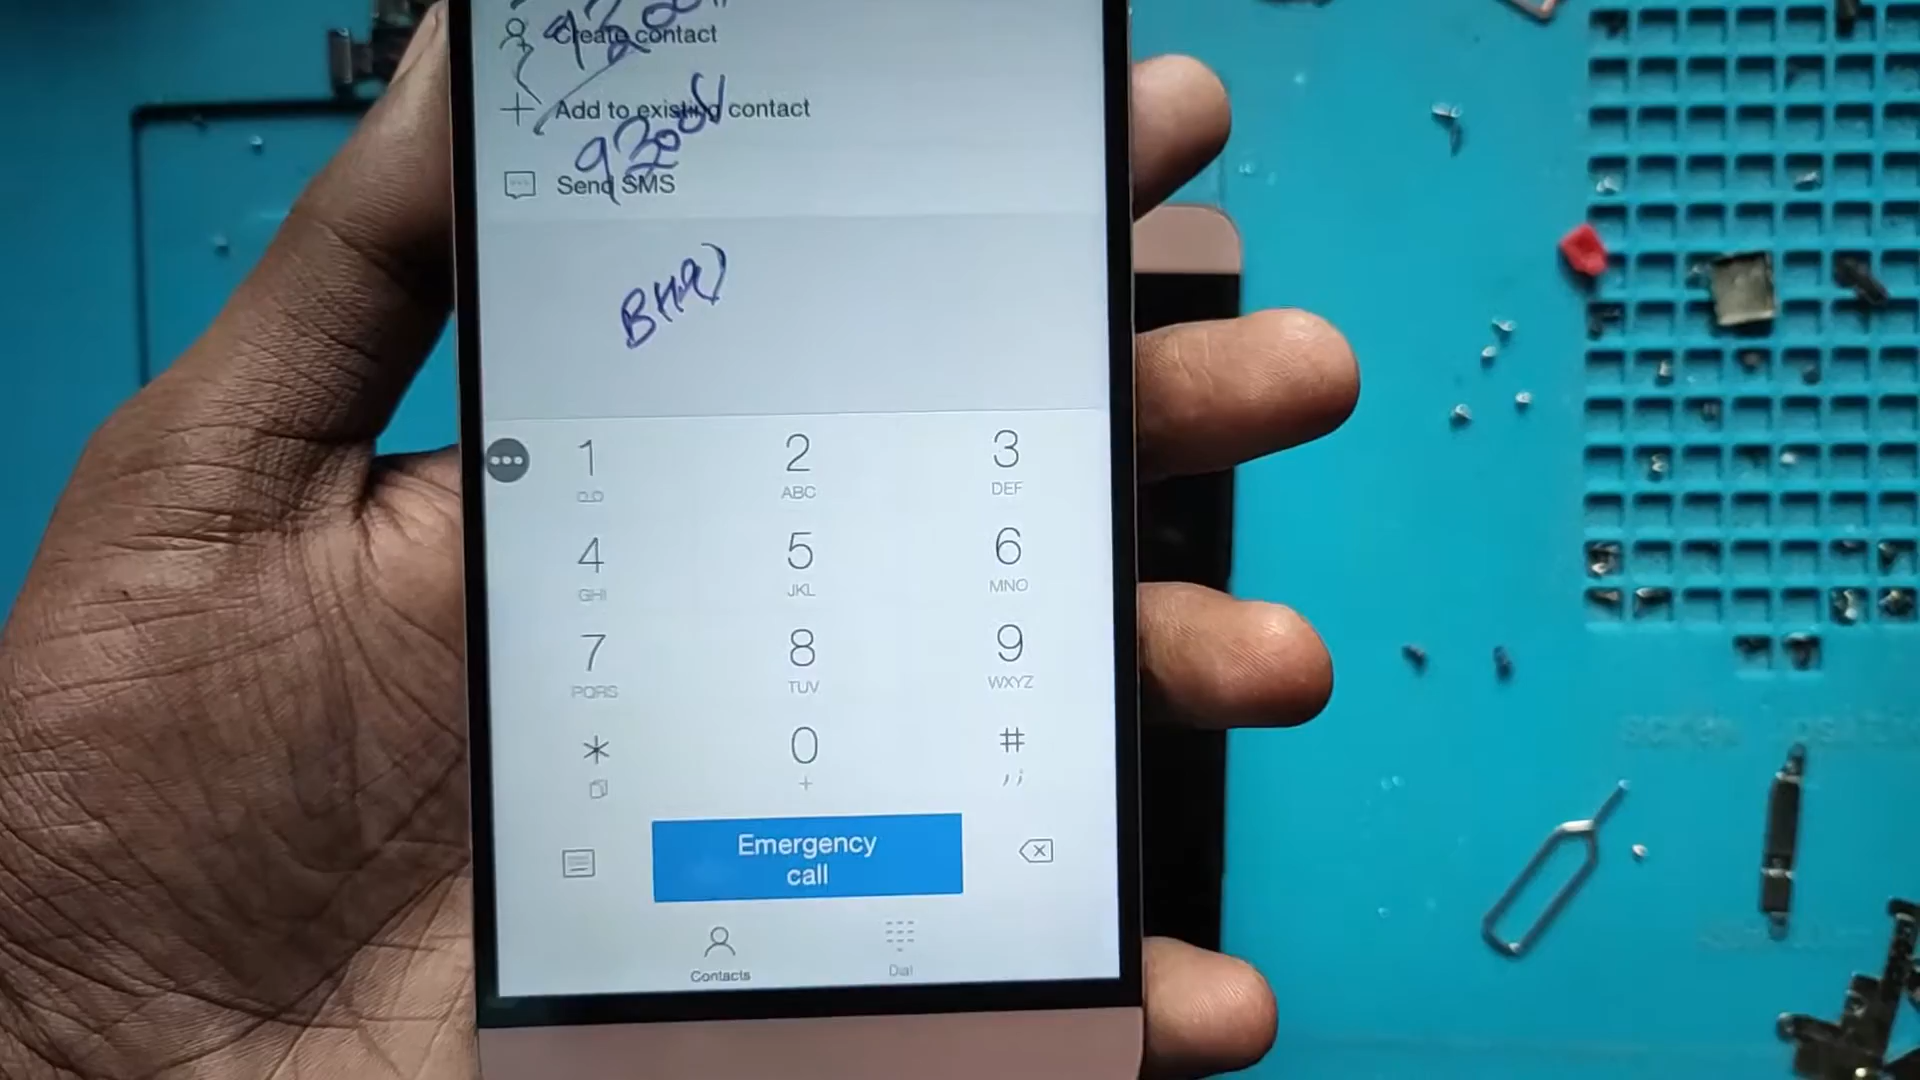 Create contact
Add to existing contact
Send SMS
1
2
ABC
3
DEF
4
GHI
5
JKL
6
MNO
7
PQRS
8
TUV
9
WXYZ
*
0
+
#
,;
Emergency
call
Contacts
Dial